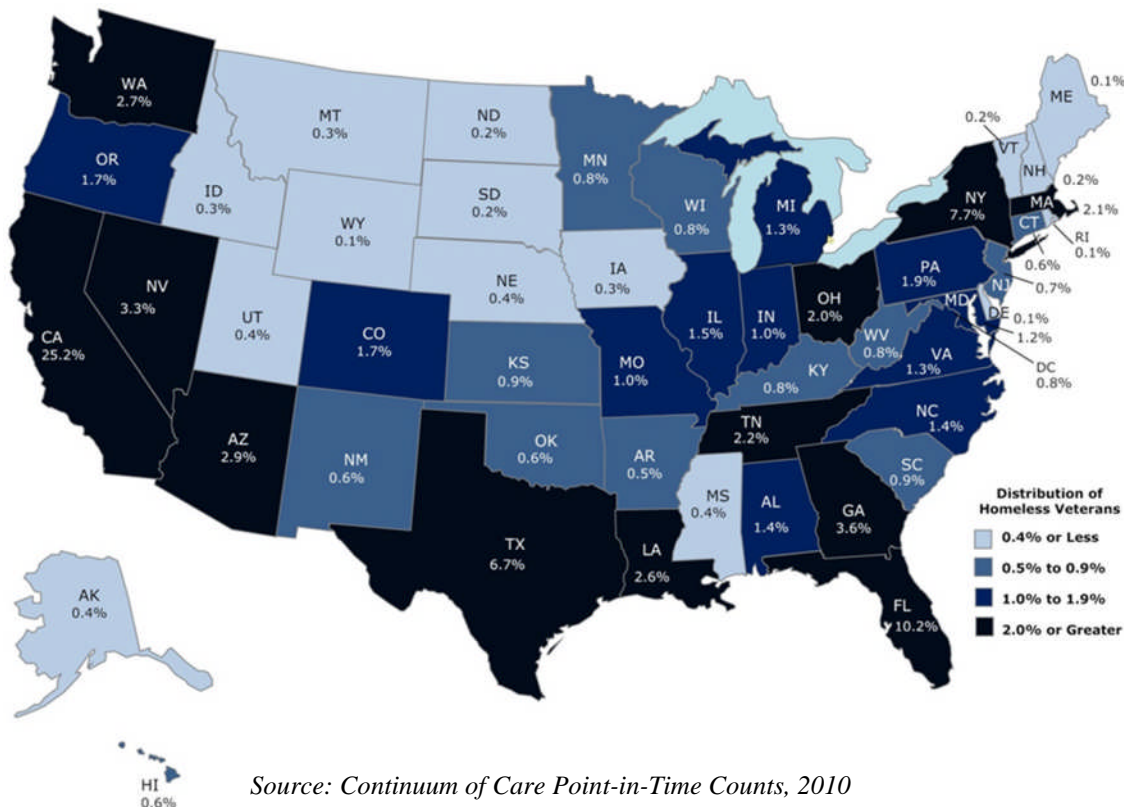 WA
2.7%
MT
0.3%
ND
0.2%
MN
0.8%
ME
0.1%
0.2%
VT
NH
0.2%
OR
1.7%
ID
0.3%
SD
0.2%
WI
0.8%
MI
1.3%
NY
7.7%
MA
2.1%
CT
0.6%
RI
0.1%
WY
0.1%
IA
0.3%
NE
0.4%
PA
1.9%
NJ
0.7%
NV
3.3%
UT
0.4%
CO
1.7%
IL
1.5%
IN
1.0%
OH
2.0%
MD
DE
0.1%
1.2%
DC
0.8%
CA
25.2%
KS
0.9%
MO
1.0%
WV
0.8%
VA
1.3%
KY
0.8%
AZ
2.9%
NM
0.6%
OK
0.6%
AR
0.5%
TN
2.2%
NC
1.4%
SC
0.9%
MS
0.4%
AL
1.4%
GA
3.6%
TX
6.7%
LA
2.6%
FL
10.2%
Distribution of
Homeless Veterans
0.4% or Less
0.5% to 0.9%
1.0% to 1.9%
2.0% or Greater
AK
0.4%
HI
0.6%
Source: Continuum of Care Point-in-Time Counts, 2010